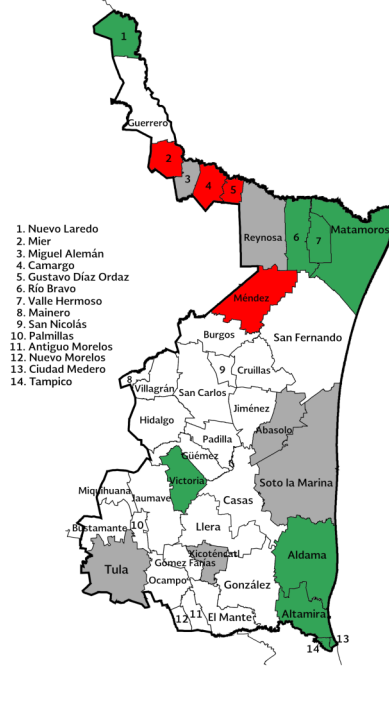 1
Guerrero
2
3
4
5
Reynosa
6
7
Matamoros
1. Nuevo Laredo
2. Mier
3. Miguel Alemán
4. Camargo
5. Gustavo Díaz Ordaz
6. Río Bravo
7. Valle Hermoso
8. Mainero
9. San Nicolás
10. Palmillas
11. Antiguo Morelos
12. Nuevo Morelos
13. Ciudad Medero
14. Tampico
Méndez
Burgos
San Fernando
9
Cruillas
8
Villagrán
San Carlos
Jiménez
Hidalgo
Abasolo
Padilla
Güémez
Victoria
Soto la Marina
Miquihuana
Jaumave
Casas
Bustamante
10
Llera
Xicoténcatl
Aldama
Tula
Gómez Farías
Ocampo
González
Altamira
12
11
El Mante
13
14